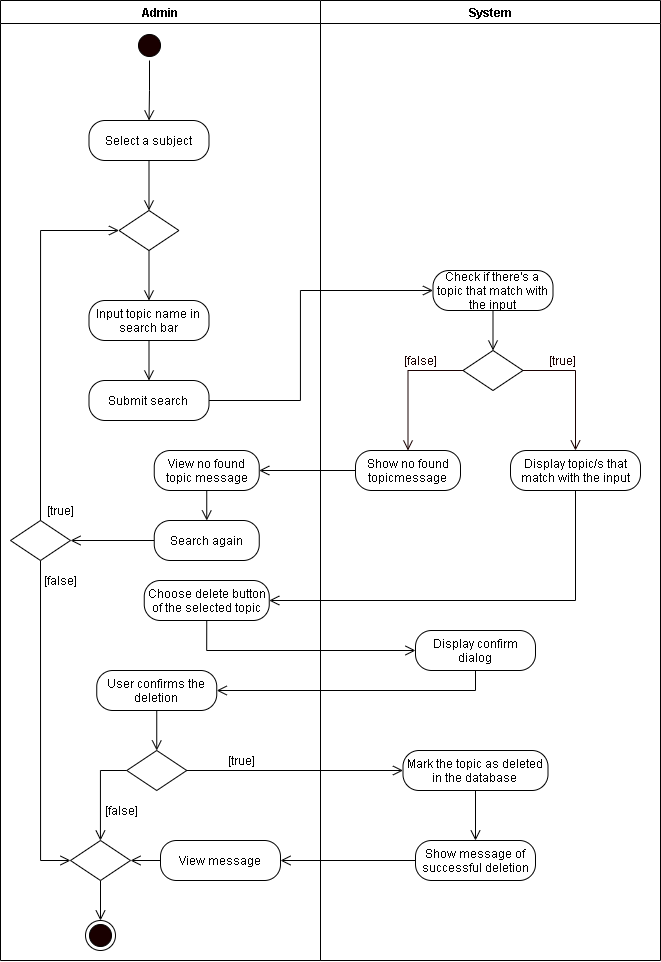 Admin
System
Select a subject
Check if there's a
topic that match with
the input
Input topic name in
search bar
[false]
[true]
Submit search
View no found
topic message
Show no found
topicmessage
Display topic/s that
match with the input
[true]
Search again
[false]
Choose delete button
of the selected topic
Display confirm
dialog
User confirms the
deletion
[true]
Mark the topic as deleted
in the database
[false]
View message
Show message of
successful deletion